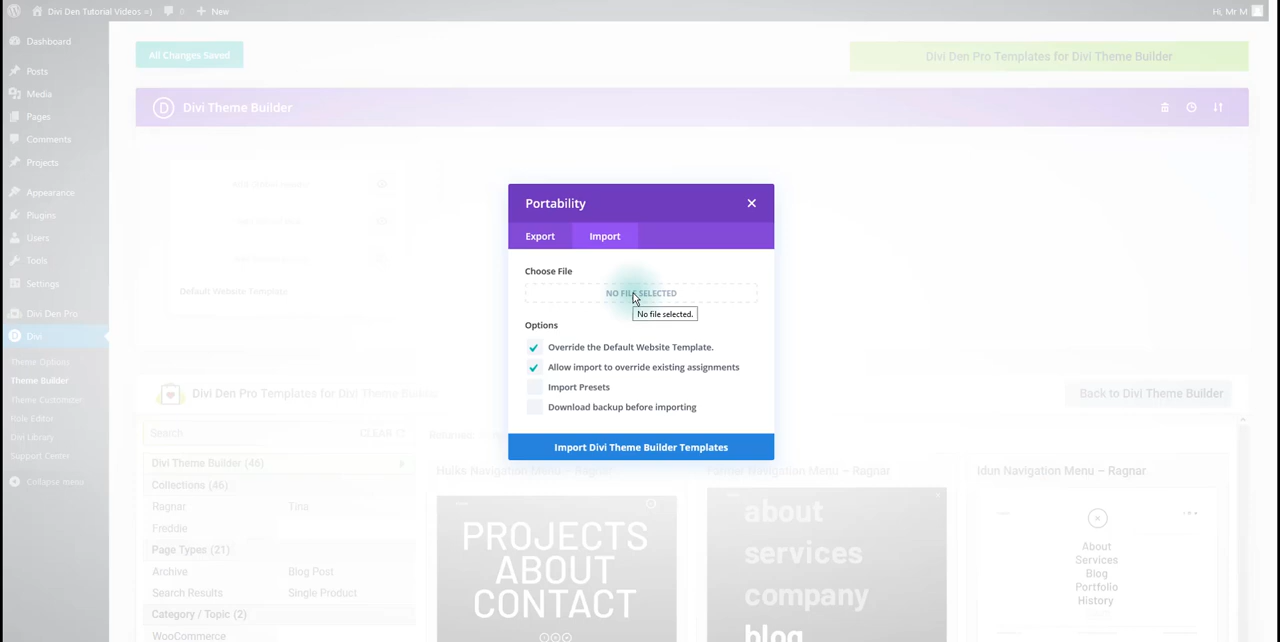 Divi Den Tutorial Videos =)
0
New
Hi, Mr M
Dashboard
Posts
Media
Pages
Comments
Projects
Appearance
Plugins
Users
Tools
Settings
Divi Den Pro
Divi
Theme Options
Theme Builder
Theme Customizer
Role Editor
Divi Library
Support Center
Collapse menu
All Changes Saved
Divi Den Pro Templates for Divi Theme Builder
D
Divi Theme Builder
Default Website Template
Portability
Export
Import
Choose File
NO FILE SELECTED
No file selected.
Options
Override the Default Website Template.
Allow import to override existing assignments
Import Presets
Download backup before importing
Import Divi Theme Builder Templates
Divi Den Pro Templates for Divi Theme Builder
Back to Divi Theme Builder
Search
CLEAR
Divi Theme Builder (46)
Collections (46)
Ragnar
Tina
Freddie
Page Types (21)
Archive
Blog Post
Search Results
Single Product
Category / Topic (2)
WooCommerce
Navigation Menu – Ragnar
PROJECTS
ABOUT
CONTACT
Navigation Menu – Ragnar
about
services
company
blog
Idun Navigation Menu – Ragnar
About
Services
Blog
Portfolio
History